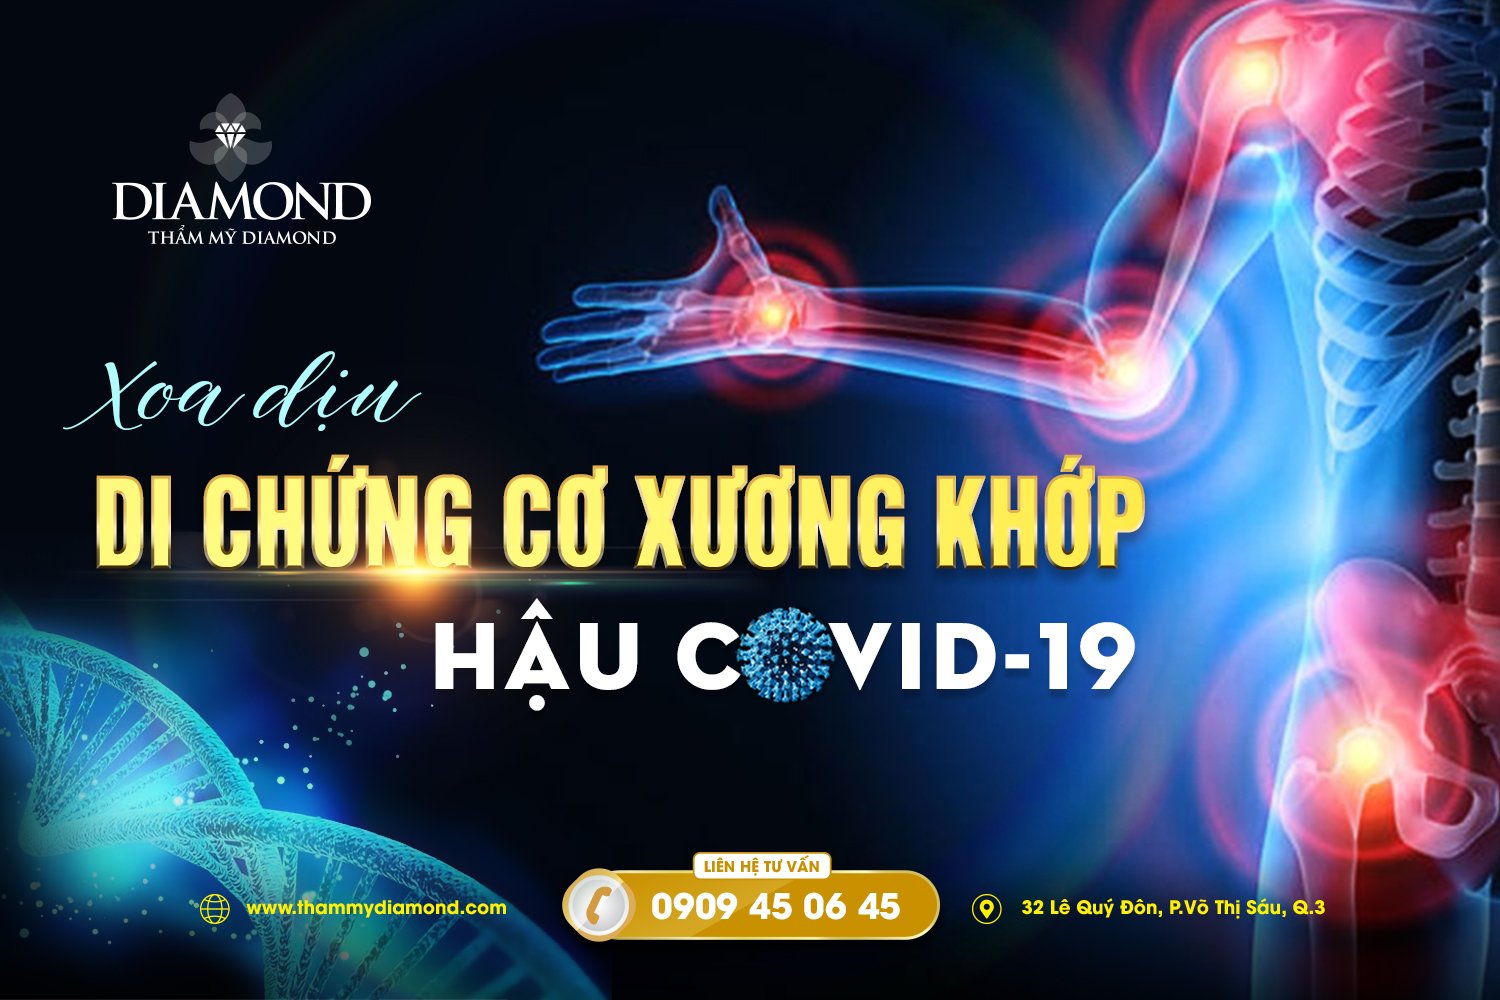 DIAMOND
THẨM MỸ DIAMOND
Xoa dịu
DI CHỨNG CƠ XƯƠNG KHỚP
HẬU COVID-19
LIÊN HỆ TƯ VẤN
www.thammydiamond.com
0909 45 06 45
32 Lê Quý Đôn, P.Võ Thị Sáu, Q.3